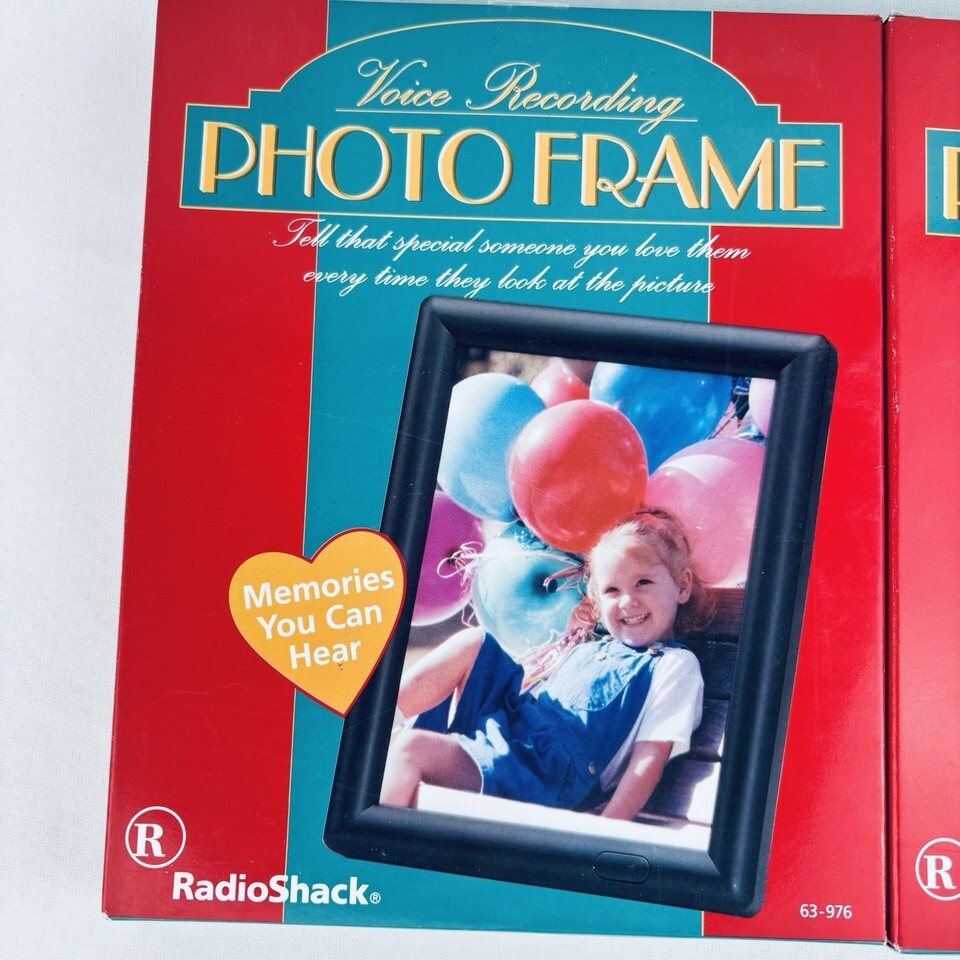 Voice Recording
PHOTO FRAME
Tell that special someone you love them
every time they look at the picture
Memories
You Can
Hear
R
RadioShack®
63-976
P
R